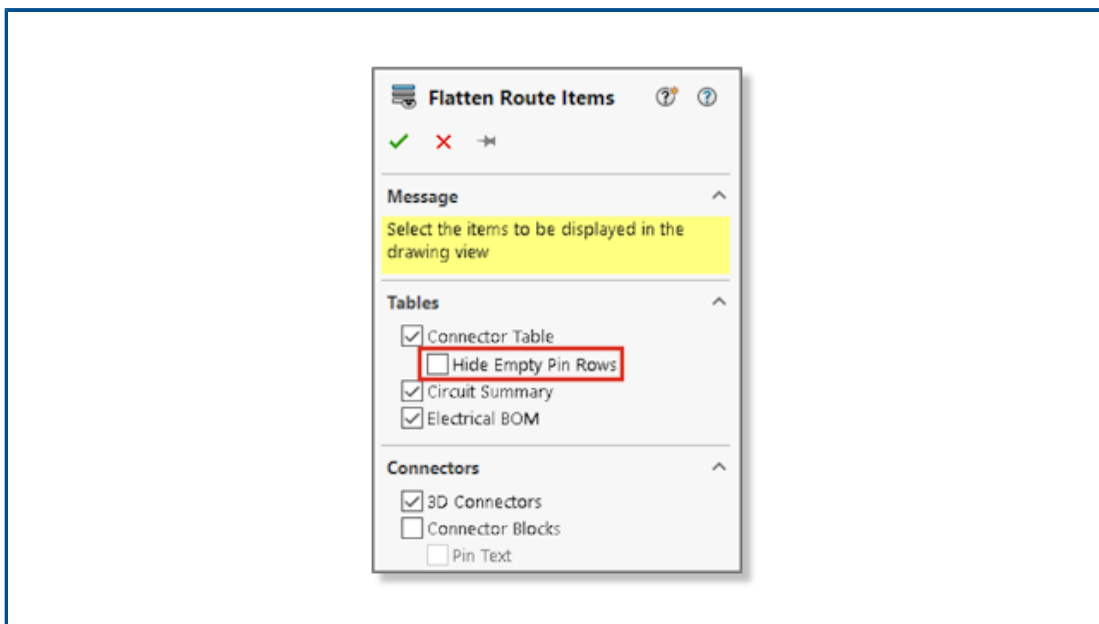 Flatten Route Items
Message
Select the items to be displayed in the
drawing view
Tables
Connector Table
Hide Empty Pin Rows
Circuit Summary
Electrical BOM
Connectors
3D Connectors
Connector Blocks
Pin Text